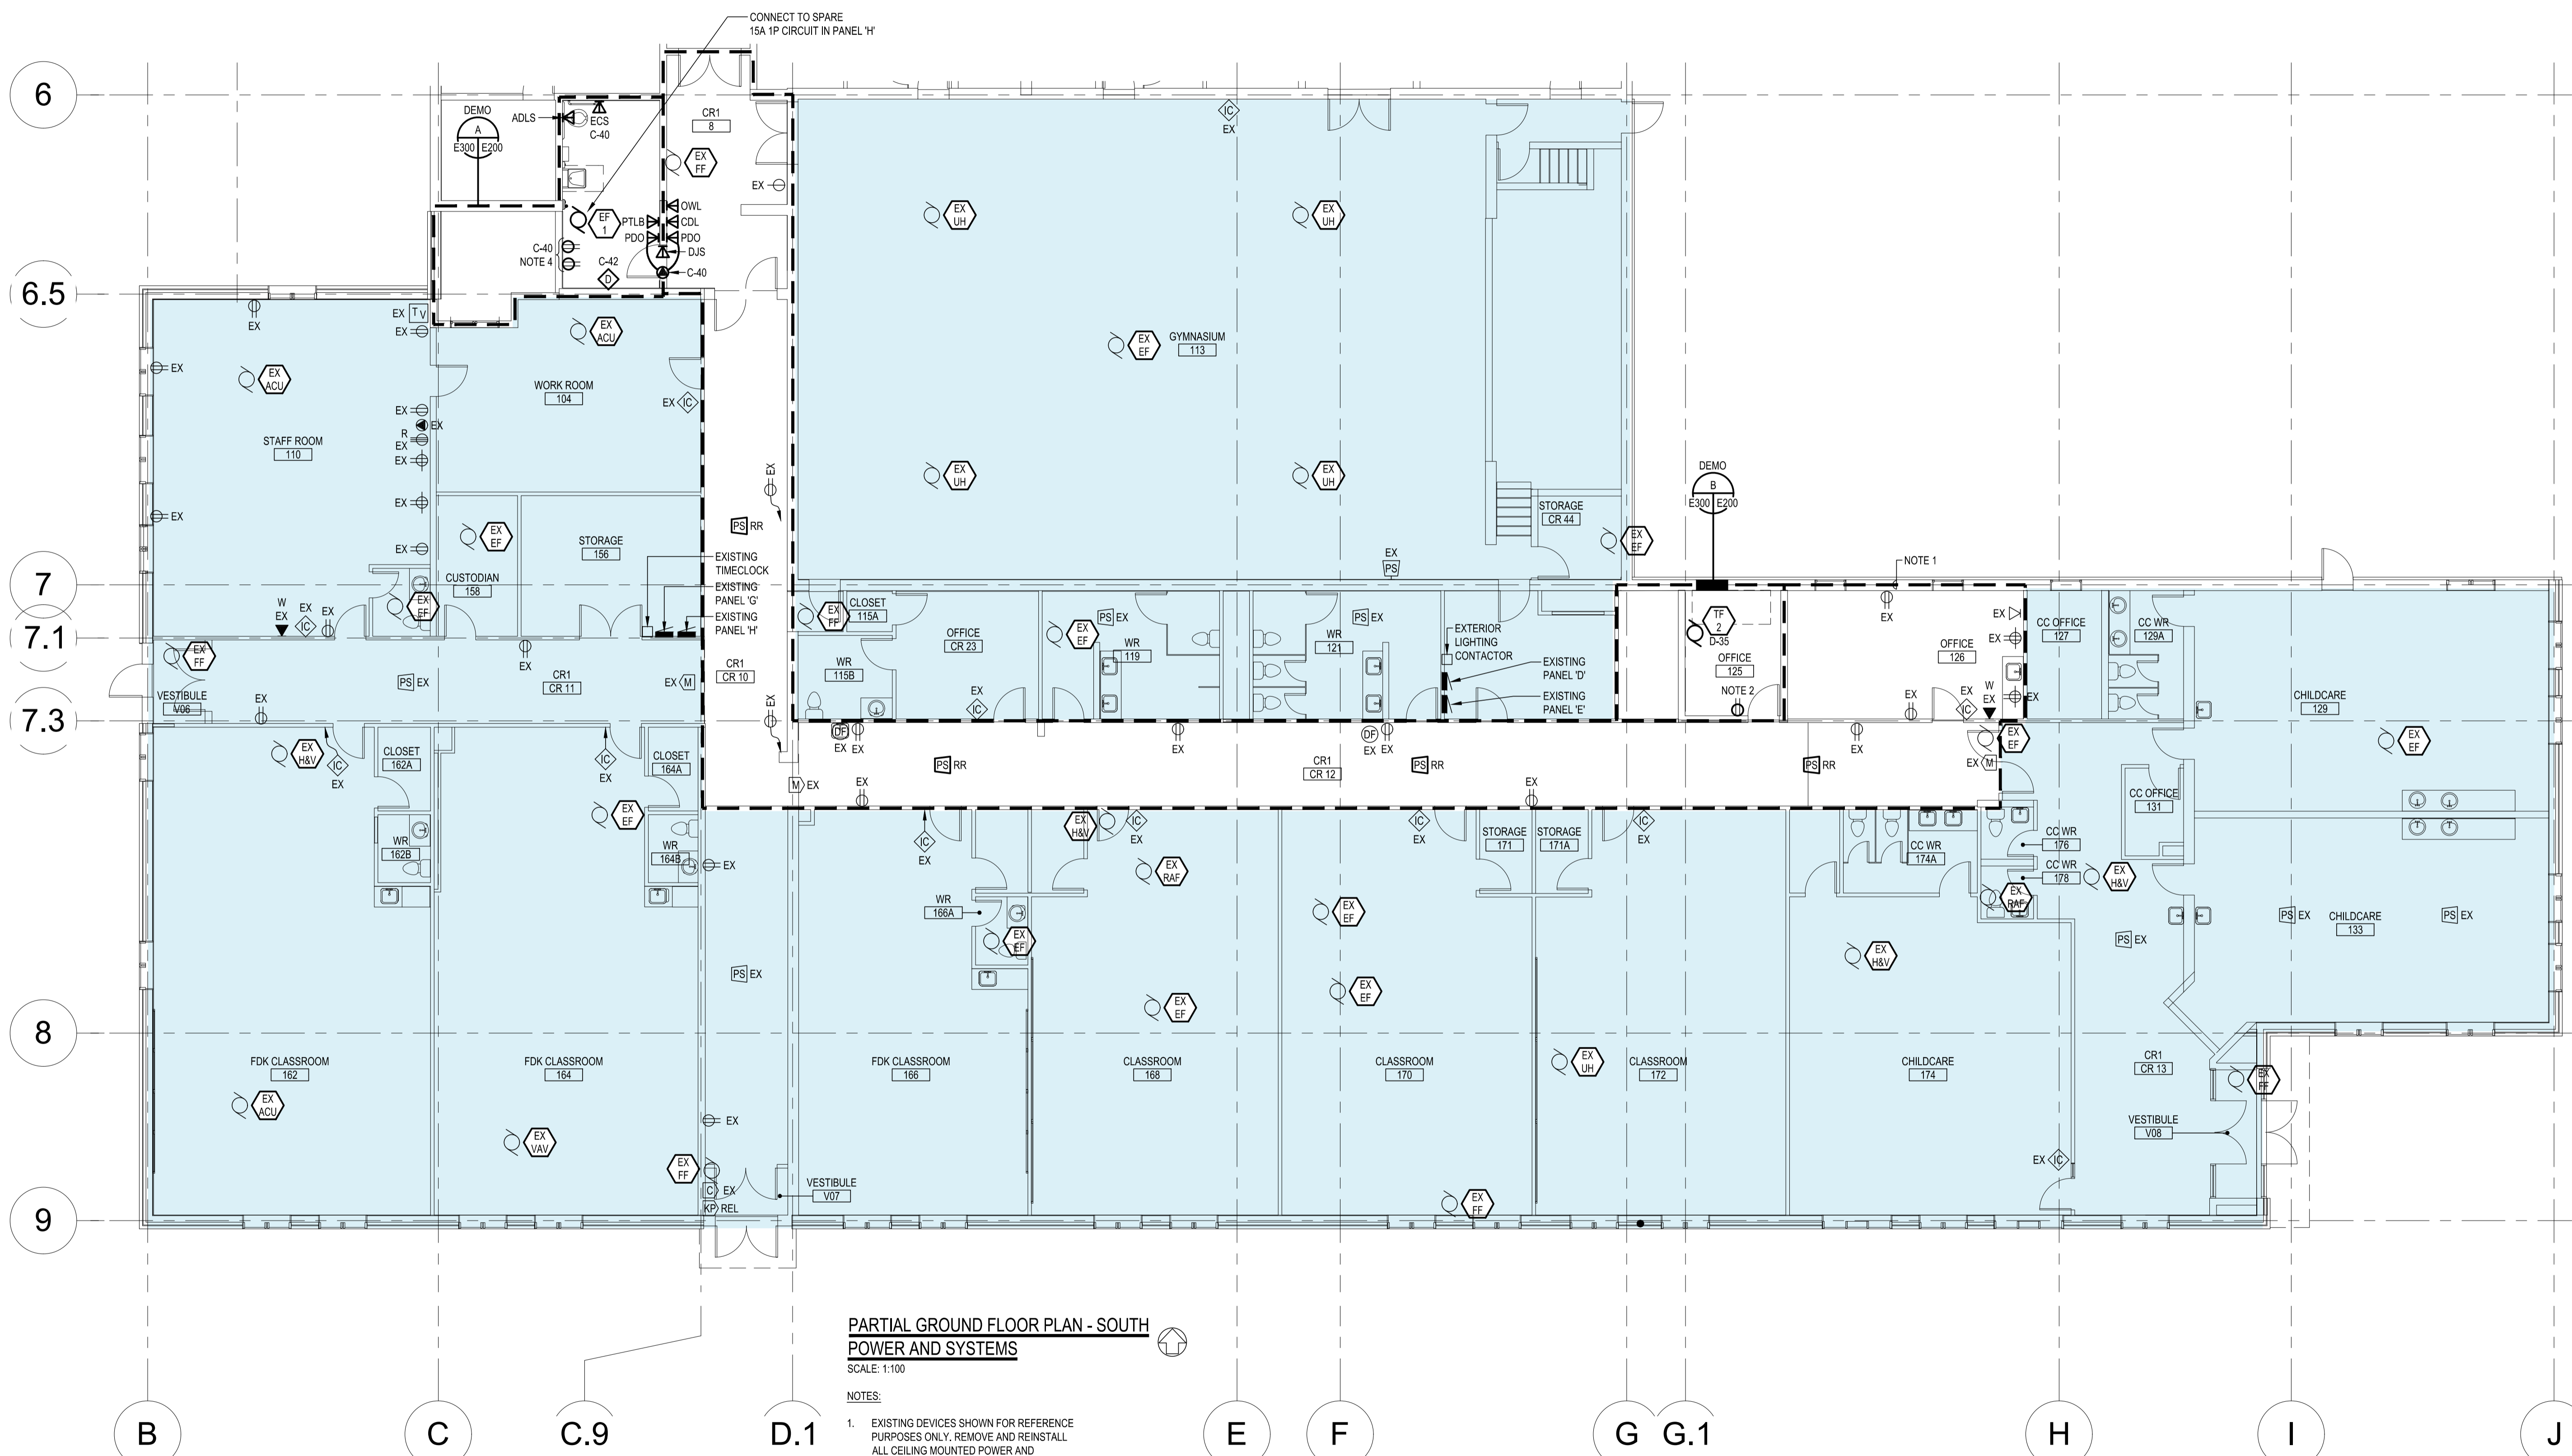 CONNECT TO SPARE
15A 1P CIRCUIT IN PANEL 'H'
6
DEMO
A
E300 E200
ADLS
ECS
C-40
CR1
8
EX
FF
EX
IC
EX
EF
1
PTLB
PDO
OWL
CDL
PDO
DJS
C-40
C-40
NOTE 4
C-42
D
EX
UH
EX
UH
6.5
EX
EX TV
EX
EX
ACU
EX
EX
ACU
EX
EF
GYMNASIUM
113
WORK ROOM
104
EX IC
EX
EX
R
EX
EX
STAFF ROOM
110
EX
UH
EX
UH
EX
DEMO
B
E300 E200
EX
EX
PS RR
STORAGE
CR 44
EX
EF
EX
EX
EF
STORAGE
156
EXISTING
TIMECLOCK
EXISTING
PANEL 'G'
EXISTING
PANEL 'H'
EX
PS
NOTE 1
7
CUSTODIAN
158
EX
EF
W
EX
EX
IC
EX
CLOSET
115A
EX
FF
OFFICE
CR 23
EX
EF
PS EX
WR
119
PS EX
WR
121
EXTERIOR
LIGHTING
CONTACTOR
EXISTING
PANEL 'D'
EXISTING
PANEL 'E'
TF
2
D-35
OFFICE
125
NOTE 2
EX
EX
EX
OFFICE
126
CC OFFICE
127
CC WR
129A
7.1
EX
FF
EX
WR
115B
CR1
CR 10
CR1
CR 11
PS EX
EX M
VESTIBULE
V06
EX
EX
EX
IC
EX
EX
IC
W
EX
EX
CHILDCARE
129
7.3
DF
EX
EX
EX
DF
EX
EX
EX
EX
EF
EX
EF
EX
H&V
IC
EX
CLOSET
162A
IC
EX
CLOSET
164A
PS RR
CR1
CR 12
PS RR
PS RR
EX M
M EX
EX
EX
CC OFFICE
131
EX
EF
WR
162B
WR
164B
EX
IC
EX
EX
H&V
IC
EX
IC
EX
STORAGE
171
STORAGE
171A
IC
EX
CC WR
174A
CC WR
176
CC WR
178
EX
H&V
EX
RAF
EX
RAF
WR
166A
EX
EF
EX
EF
PS EX
CHILDCARE
133
PS EX
PS EX
EX
H&V
PS EX
EX
EF
EX
EF
8
FDK CLASSROOM
162
FDK CLASSROOM
164
FDK CLASSROOM
166
CLASSROOM
168
CLASSROOM
170
EX
UH
CLASSROOM
172
CHILDCARE
174
CR1
CR 13
EX
FF
EX
ACU
EX
EX
VAV
VESTIBULE
V08
EX
FF
EX IC
C EX
KP REL
VESTIBULE
V07
EX
FF
9
PARTIAL GROUND FLOOR PLAN - SOUTH
POWER AND SYSTEMS
SCALE: 1:100
NOTES:
1. EXISTING DEVICES SHOWN FOR REFERENCE
PURPOSES ONLY. REMOVE AND REINSTALL
ALL CEILING MOUNTED POWER AND
B
C
C.9
D.1
E
F
G
G.1
H
I
J